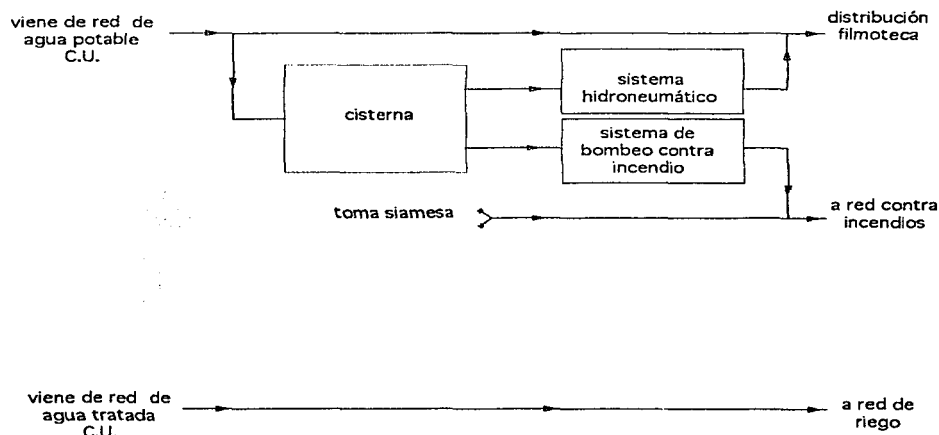 viene de red de
agua potable
C.U.
distribución
filmoteca
cisterna
sistema
hidroneumático
sistema de
bombeo contra
incendio
toma siamesa
a red contra
incendios
viene de red de
agua tratada
C.U.
a red de
riego